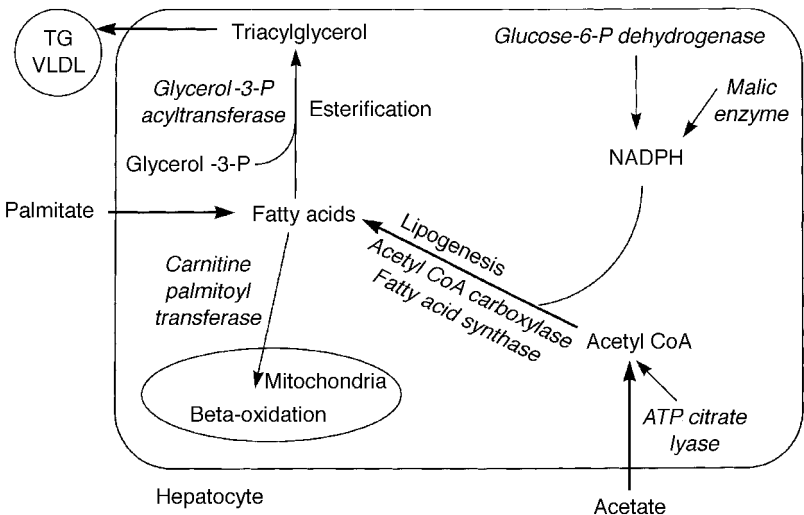 TG
VLDL
Triacylglycerol
Glucose-6-P dehydrogenase
Glycerol -3-P
acyltransferase
Esterification
Malic
enzyme
Glycerol -3-P
NADPH
Palmitate
Fatty acids
Lipogenesis
Acetyl CoA carboxylase
Fatty acid synthase
Carnitine
palmitoyl
transferase
Acetyl CoA
Mitochondria
Beta-oxidation
ATP citrate
lyase
Hepatocyte
Acetate